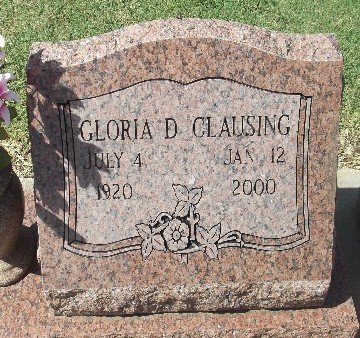 GLORIA D CLAUSING
JULY 4 JAN 12
1920 2000